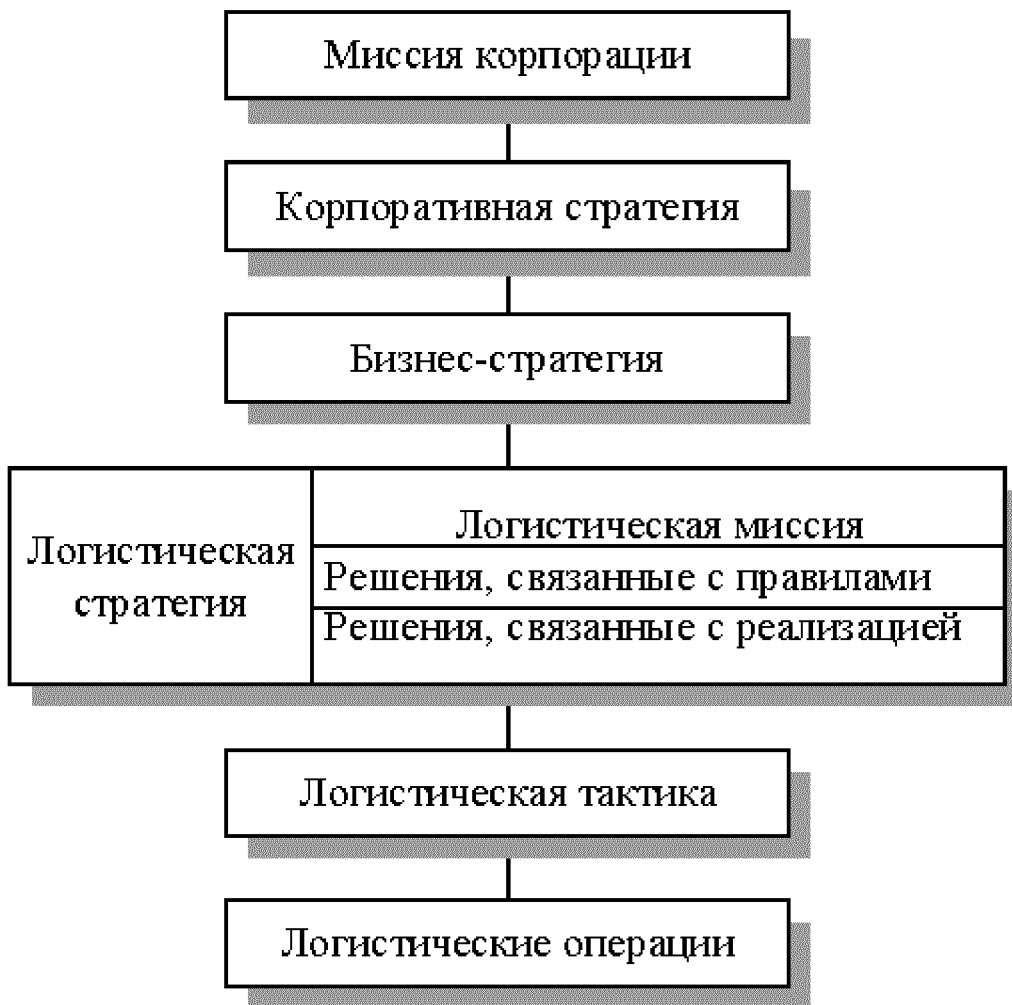 Миссия корпорации
Корпоративная стратегия
Бизнес-стратегия
Логистическая
стратегия
Логистическая миссия
Решения, связанные с правилами
Решения, связанные с реализацией
Логистическая тактика
Логистические операции